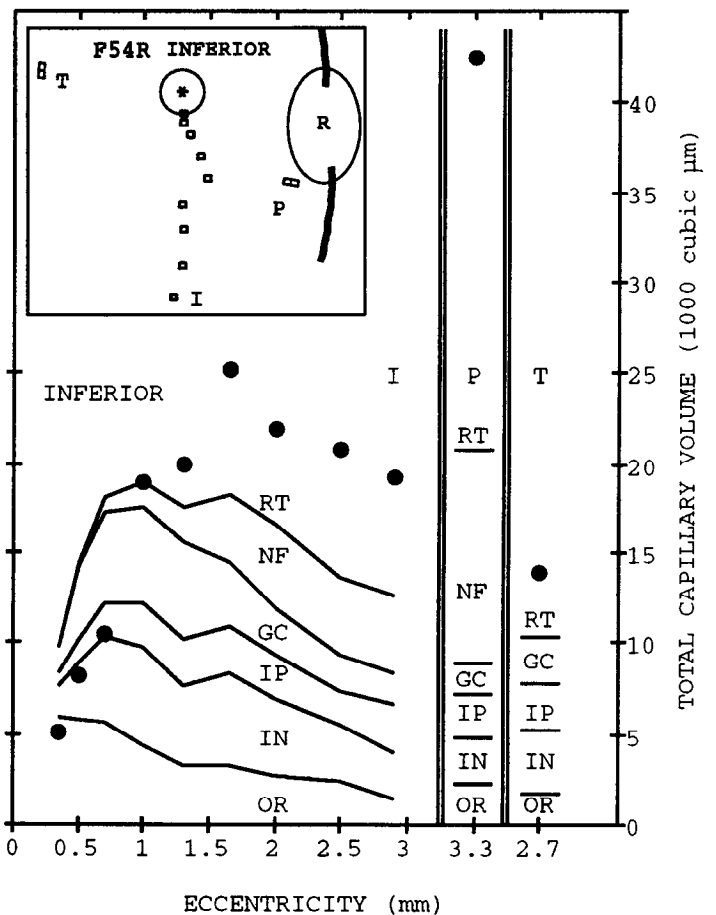 F54R INFERIOR
T
*
R
P
I
INFERIOR
I P T
RT
NF
GC
IP
IN
OR
RT
NF
GC
IP
IN
OR
RT
GC
IP
IN
OR
40
35
30
25
20
15
10
5
0
TOTAL CAPILLARY VOLUME (1000 cubic µm)
0 0.5 1 1.5 2 2.5 3 3.3 2.7
ECCENTRICITY (mm)